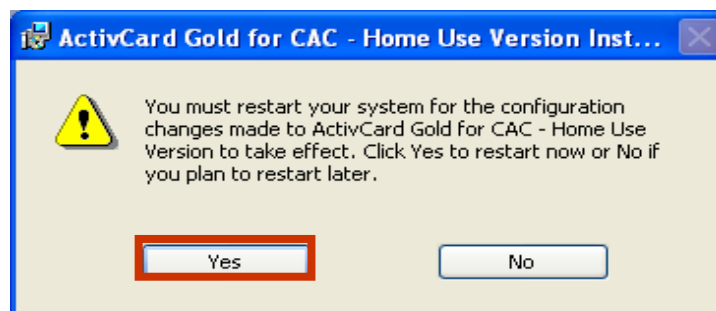 ActivCard Gold for CAC - Home Use Version Inst...
You must restart your system for the configuration
changes made to ActivCard Gold for CAC - Home Use
Version to take effect. Click Yes to restart now or No if
you plan to restart later.
Yes
No